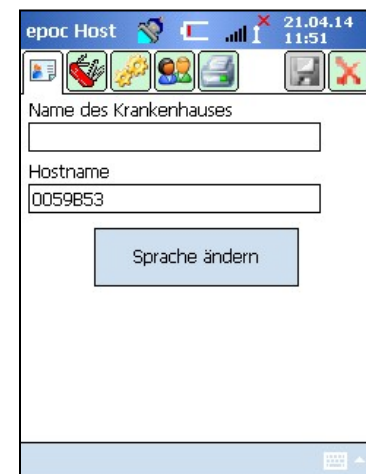 epoc Host
21.04.14
11:51
Name des Krankenhauses
Hostname
0059B53
Sprache ändern